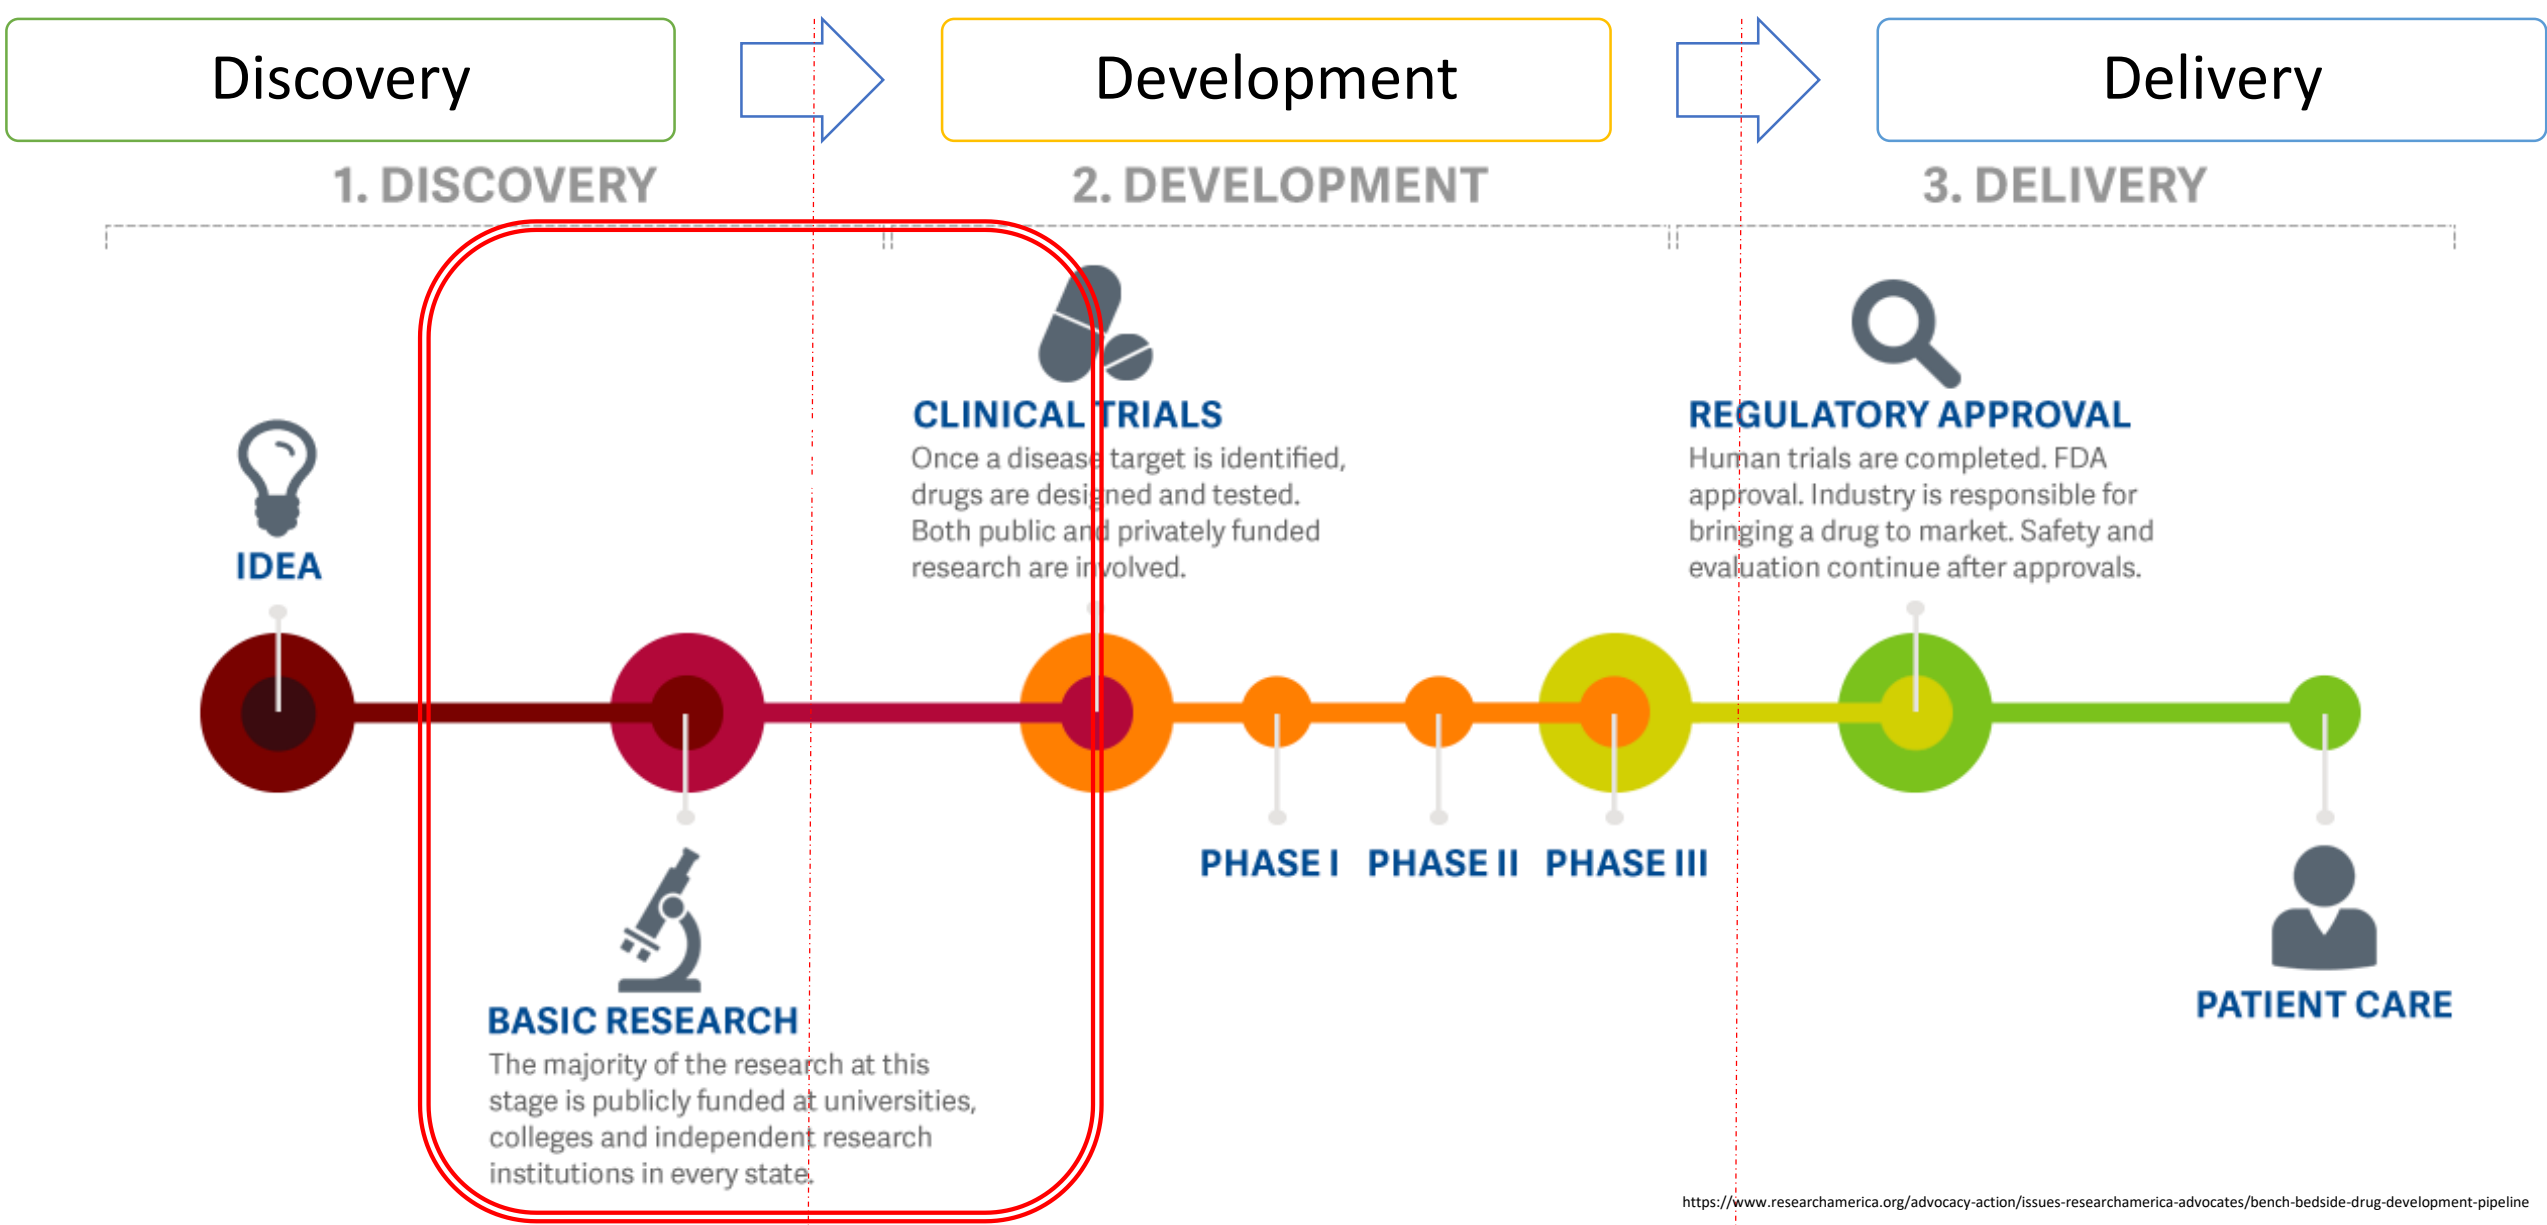 Discovery
Development
Delivery
1. DISCOVERY
2. DEVELOPMENT
3. DELIVERY
IDEA
CLINICAL TRIALS
Once a disease target is identified,
drugs are designed and tested.
Both public and privately funded
research are involved.
REGULATORY APPROVAL
Human trials are completed. FDA
approval. Industry is responsible for
bringing a drug to market. Safety and
evaluation continue after approvals.
PHASE I
PHASE II
PHASE III
BASIC RESEARCH
The majority of the research at this
stage is publicly funded at universities,
colleges and independent research
institutions in every state.
PATIENT CARE
https://www.researchamerica.org/advocacy-action/issues-researchamerica-advocates/bench-bedside-drug-development-pipeline